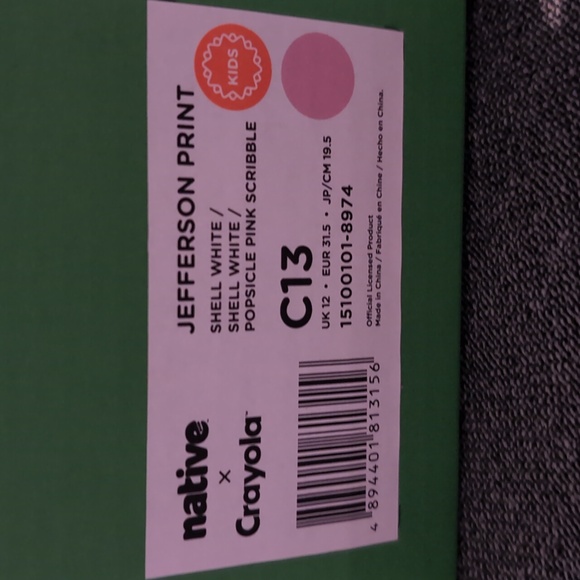 native
x
Crayola™
JEFFERSON PRINT
SHELL WHITE /
SHELL WHITE /
POPSICLE PINK SCRIBBLE
KIDS
C13
UK 12 • EUR 31.5 • JP/CM 19.5
15100101-8974
Official Licensed Product
Made in China / Fabriqué en Chine / Hecho en China.
4 894401 813156